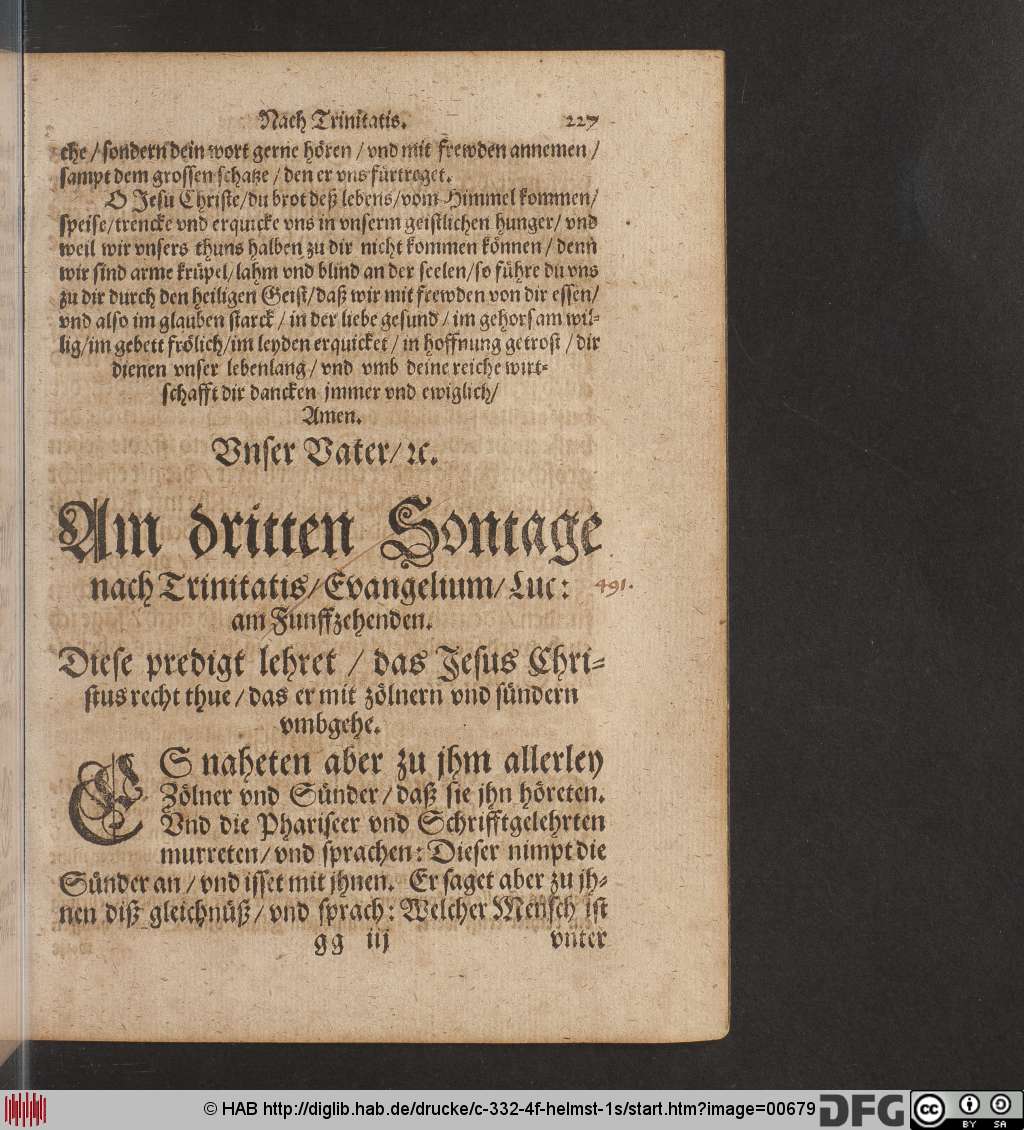 Nach Trinitatis. 227
che / sondern dein wort gerne hören / vnd mit frewden annemen /
sampt dem grossen schatze / den er vns fürtreget.
O Jesu Christe/du brot deß lebens/vom Himmel kommen/
speise/trencke vnd erquicke vns in vnserm geistlichen hunger/ vnd
weil wir vnsers thuns halben zu dir nicht kommen können / denn
wir sind arme krüpel/lahm vnd blind an der seelen/so führe du vns
zu dir durch den heiligen Geist/daß wir mit frewden von dir essen/
vnd also im glauben starck / in der liebe gesund / im gehorsam wil-
lig/im gebett frölich/im leyden erquicket / in hoffnung getrost / dir
dienen vnser lebenlang / vnd vmb deine reiche wirt-
schafft dir dancken jmmer vnd ewiglich/
Amen.
Vnser Vater/ ꝛc.
Am dritten Sontage
nach Trinitatis/Evangelium/Luc: 491.
am Funffzehenden.
Diese predigt lehret / das Jesus Chri-
stus recht thue / das er mit zölnern vnd sündern
vmbgehe.
ES naheten aber zu jhm allerley
Zölner vnd Sünder/daß sie jhn höreten.
Vnd die Phariseer vnd Schrifftgelehrten
murreten/vnd sprachen: Dieser nimpt die
Sünder an / vnd isset mit jhnen. Er saget aber zu jh-
nen diß gleichnüß/ vnd sprach: Welcher Mensch ist
gg iij vnter
© HAB http://diglib.hab.de/drucke/c-332-4f-helmst-1s/start.htm?image=00679
DFG
cc BY SA